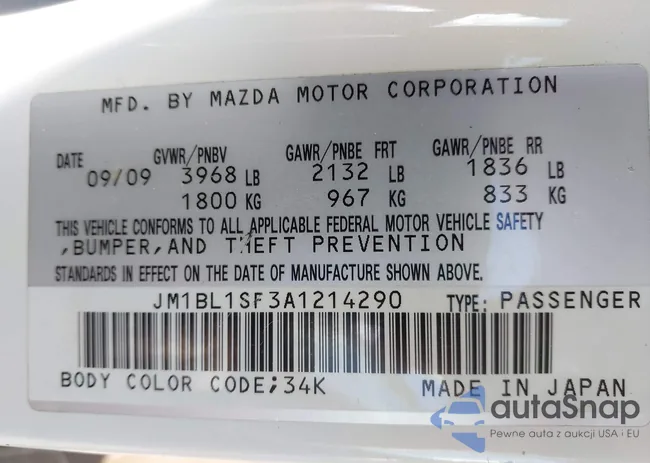 MFD. BY MAZDA MOTOR CORPORATION
DATE GVWR/PNBV GAWR/PNBE FRT GAWR/PNBE RR
09/09 3968 LB 2132 LB 1836 LB
1800 KG 967 KG 833 KG
THIS VEHICLE CONFORMS TO ALL APPLICABLE FEDERAL MOTOR VEHICLE SAFETY
,BUMPER,AND THEFT PREVENTION
STANDARDS IN EFFECT ON THE DATE OF MANUFACTURE SHOWN ABOVE.
JM1BL1SF3A1214290 TYPE: PASSENGER
BODY COLOR CODE;34K MADE IN JAPAN
autoSnap
Pewne auta z aukcji USA i EU